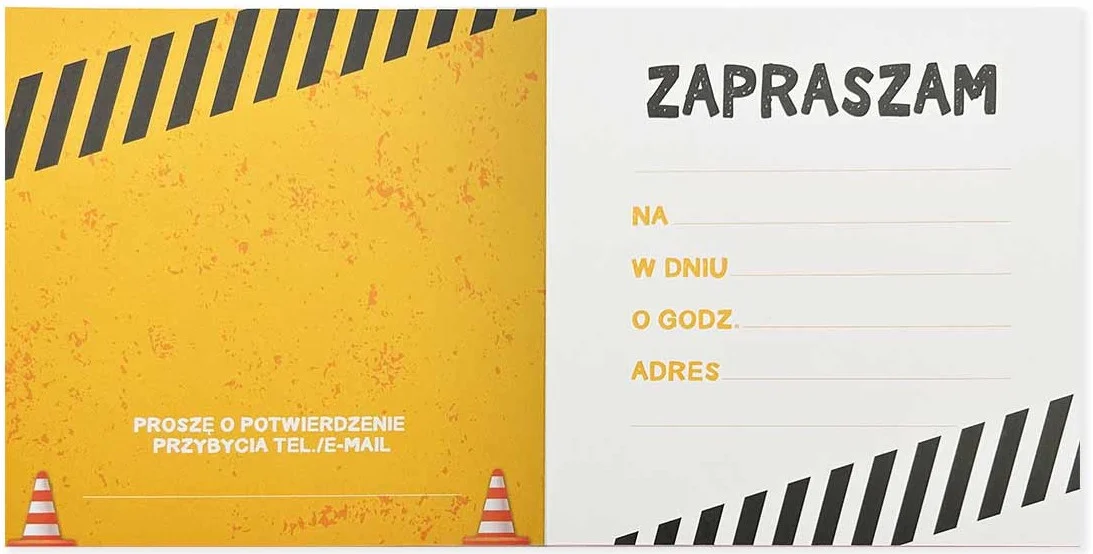 PROSZĘ O POTWIERDZENIE
PRZYBYCIA TEL./E-MAIL
ZAPRASZAM
NA
W DNIU
O GODZ.
ADRES